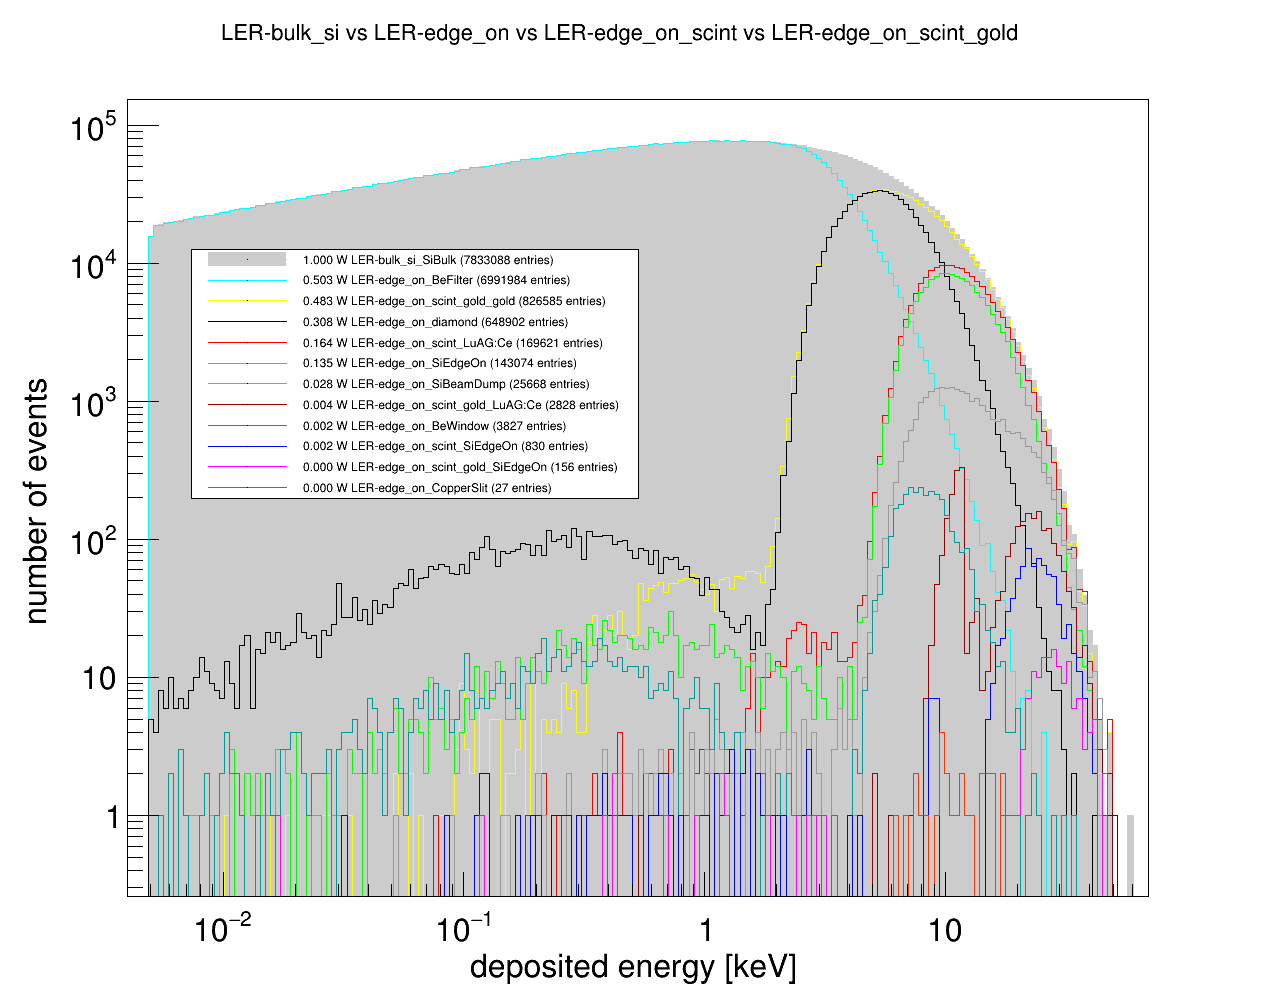 LER-bulk_si vs LER-edge_on vs LER-edge_on_scint vs LER-edge_on_scint_gold
10^5
10^4
10^3
10^2
10
1
number of events
1.000 W LER-bulk_si_SiBulk (7833088 entries)
0.503 W LER-edge_on_BeFilter (6991984 entries)
0.483 W LER-edge_on_scint_gold_gold (826585 entries)
0.308 W LER-edge_on_diamond (648902 entries)
0.164 W LER-edge_on_scint_LuAG:Ce (169621 entries)
0.135 W LER-edge_on_SiEdgeOn (143074 entries)
0.028 W LER-edge_on_SiBeamDump (25668 entries)
0.004 W LER-edge_on_scint_gold_LuAG:Ce (2828 entries)
0.002 W LER-edge_on_BeWindow (3827 entries)
0.002 W LER-edge_on_scint_SiEdgeOn (830 entries)
0.000 W LER-edge_on_scint_gold_SiEdgeOn (156 entries)
0.000 W LER-edge_on_CopperSlit (27 entries)
10^−2 10^−1 1 10
deposited energy [keV]